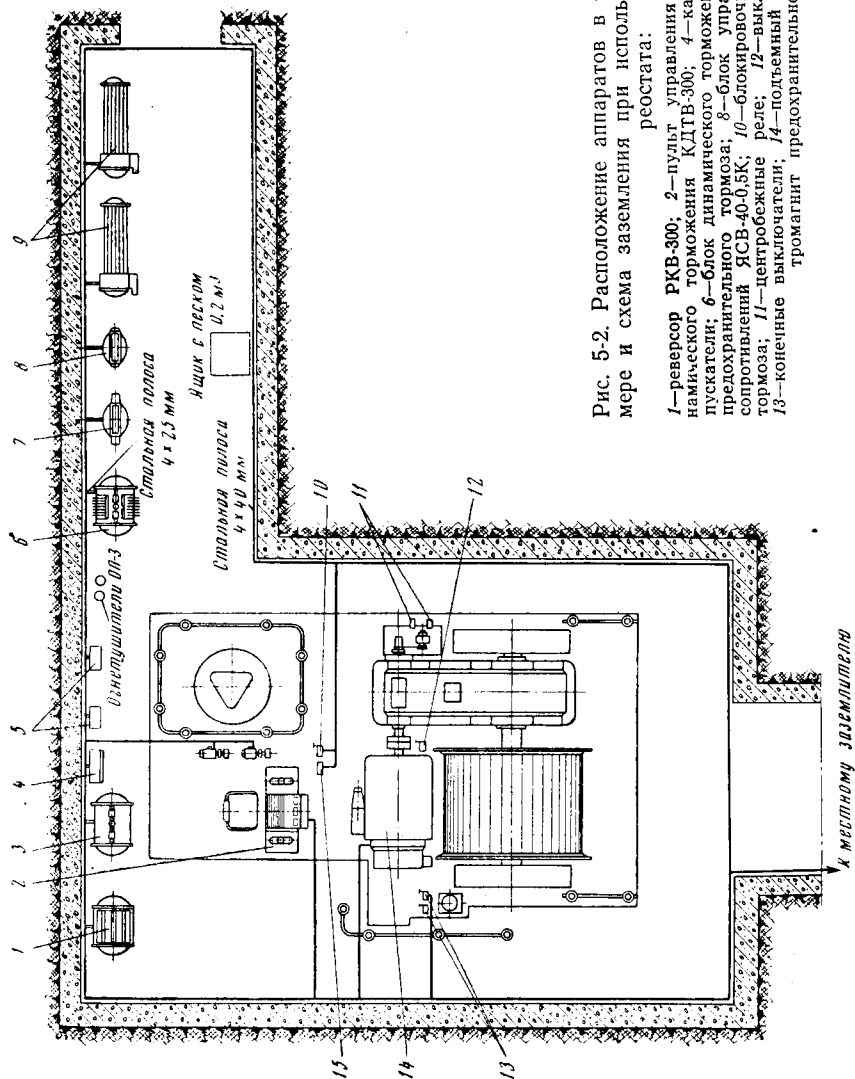 1
2
3
4
5
6
7
8
9
Огнетушители ОП-3
Стальная полоса
4 × 25 мм
Ящик с песком
0,2 м³
Стальная полоса
4 × 40 мм
10
11
12
13
14
15
К местному заземлителю
Рис. 5-2. Расположение аппаратов в
мере и схема заземления при исполь
реостата:
1—реверсор РКВ-300; 2—пульт управления
намического торможения КДТВ-300; 4—ка
пускатели; 6—блок динамического торможе
предохранительного тормоза; 8—блок упра
сопротивлений ЯСВ-40-0,5К; 10—блокировоч
тормоза; 11—центробежные реле; 12—вык
13—конечные выключатели; 14—подъемный
тромагнит предохранительно